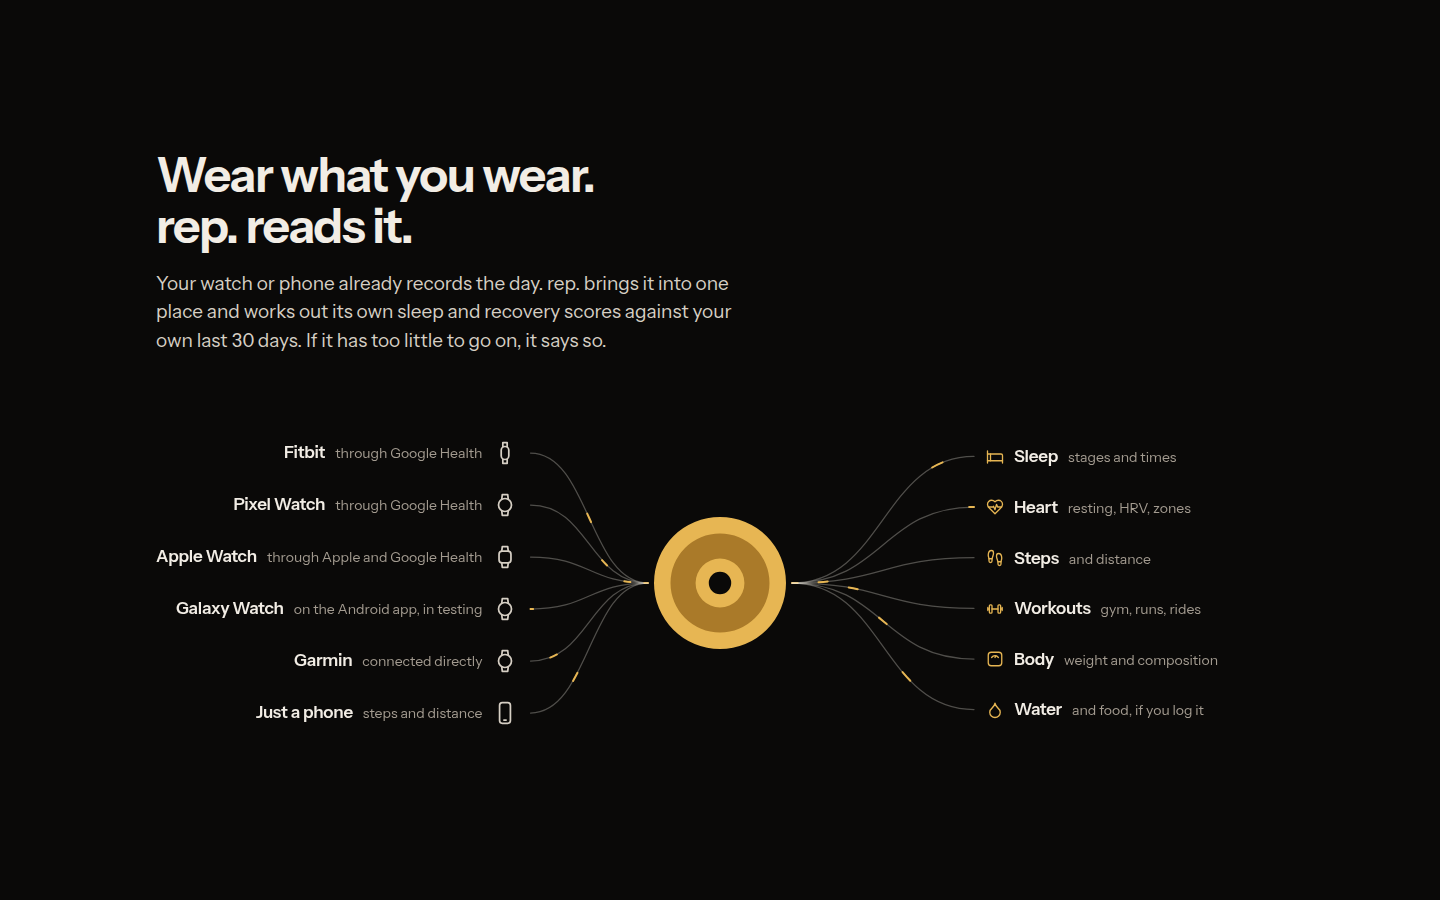 Wear what you wear.
rep. reads it.
Your watch or phone already records the day. rep. brings it into one
place and works out its own sleep and recovery scores against your
own last 30 days. If it has too little to go on, it says so.
Fitbit through Google Health
Pixel Watch through Google Health
Apple Watch through Apple and Google Health
Galaxy Watch on the Android app, in testing
Garmin connected directly
Just a phone steps and distance
Sleep stages and times
Heart resting, HRV, zones
Steps and distance
Workouts gym, runs, rides
Body weight and composition
Water and food, if you log it